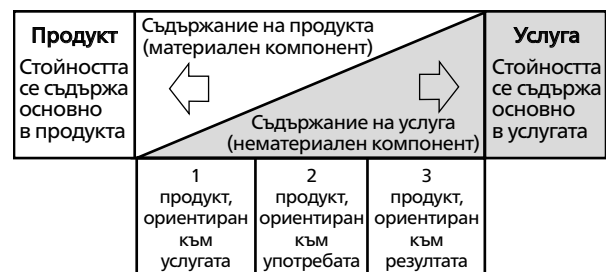 Продукт
Стойността
се съдържа
основно
в продукта
Съдържание на продукта
(материален компонент)
Съдържание на услуга
(нематериален компонент)
Услуга
Стойността
се съдържа
основно
в услугата
1
продукт,
ориентиран
към
услугата
2
продукт,
ориентиран
към
употребата
3
продукт,
ориентиран
към
резултата